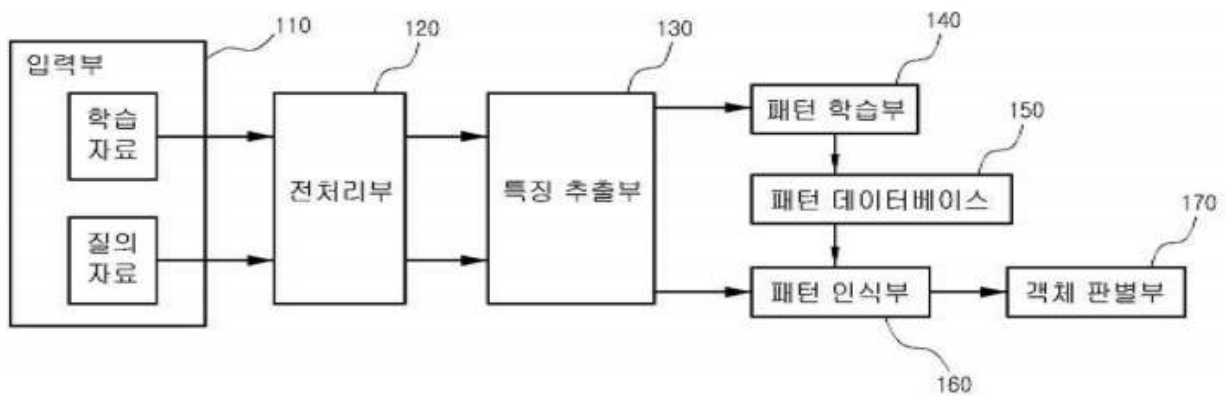 110
입력부
학습
자료
질의
자료
120
전처리부
130
특징 추출부
140
패턴 학습부
150
패턴 데이터베이스
160
패턴 인식부
170
객체 판별부